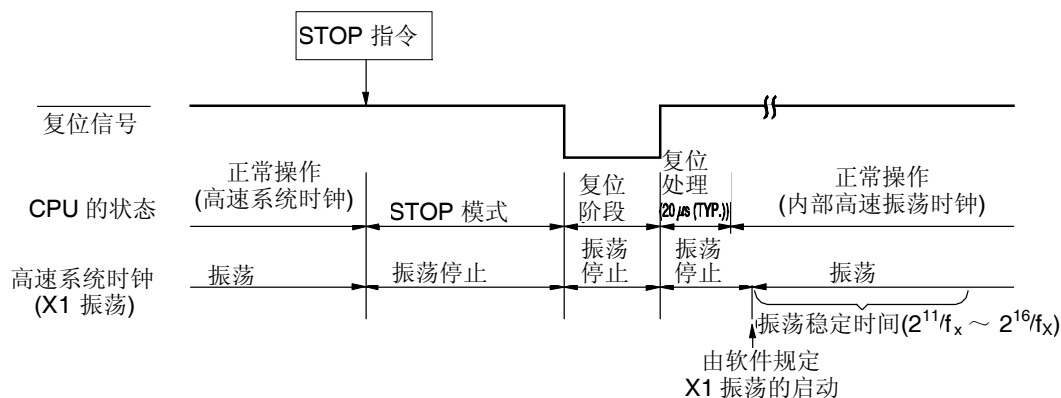 STOP 指令
复位信号
CPU 的状态
正常操作
(高速系统时钟)
STOP 模式
复位
阶段
复位
处理
(20 μs (TYP.))
正常操作
(内部高速振荡时钟)
高速系统时钟
(X1 振荡)
振荡
振荡停止
振荡
停止
振荡
停止
振荡
振荡稳定时间(2^11/fx ～ 2^16/fX)
由软件规定
X1 振荡的启动